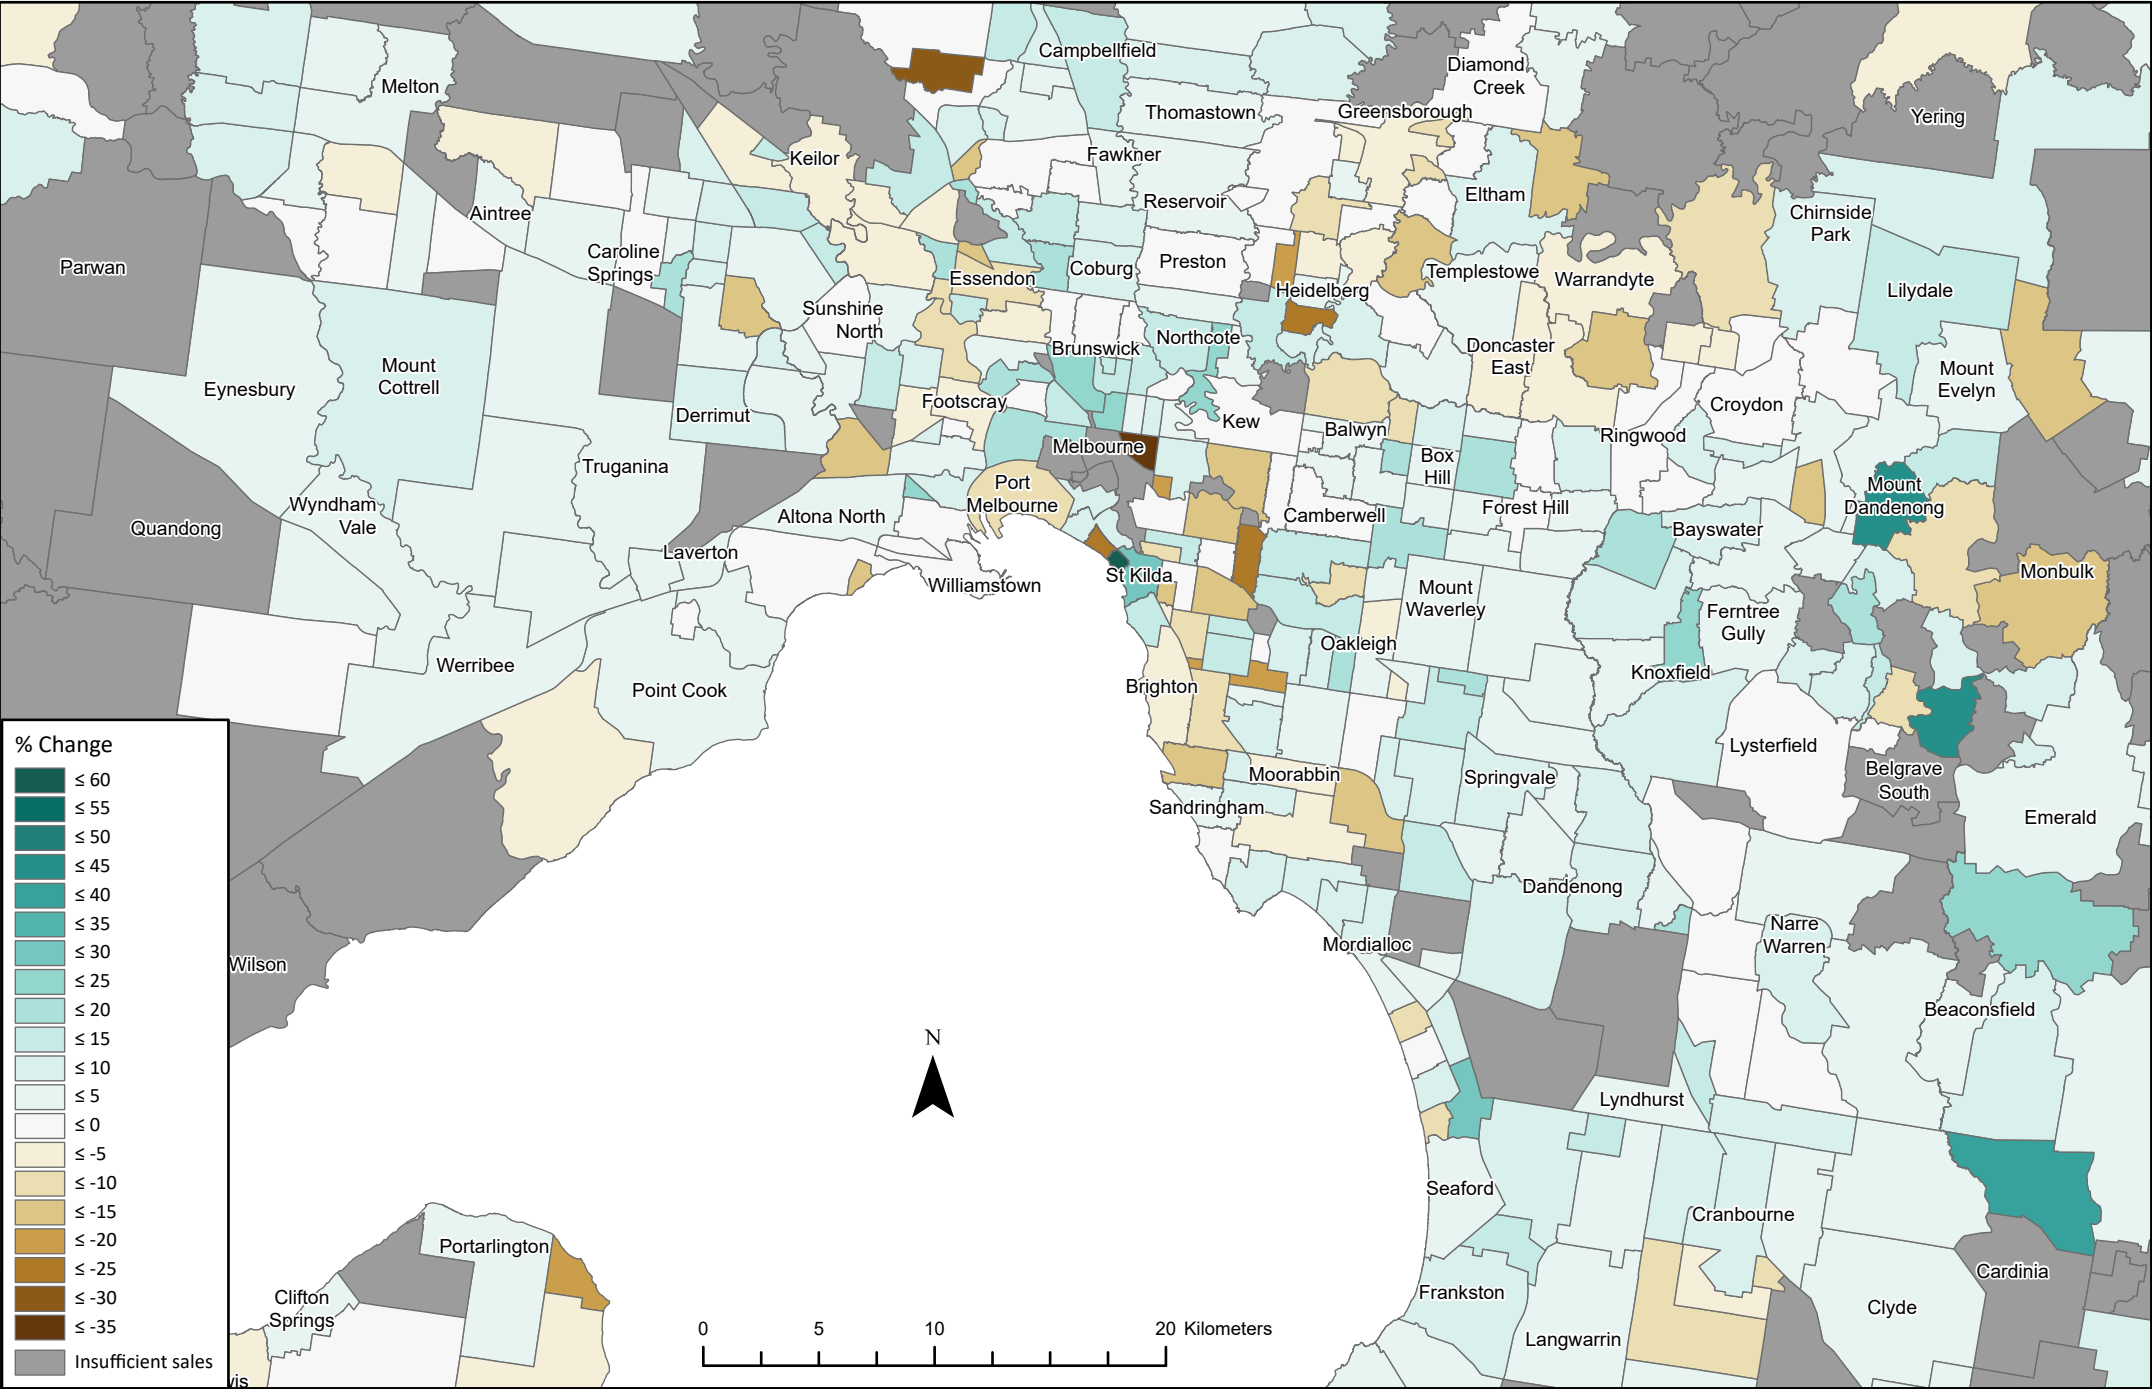 Campbellfield
Diamond
Creek
Melton
Thomastown
Greensborough
Yering
Keilor
Fawkner
Eltham
Reservoir
Aintree
Chirnside
Park
Caroline
Springs
Parwan
Essendon
Coburg
Preston
Templestowe
Warrandyte
Heidelberg
Lilydale
Sunshine
North
Northcote
Brunswick
Doncaster
East
Mount
Cottrell
Eynesbury
Mount
Evelyn
Footscray
Derrimut
Kew
Croydon
Balwyn
Ringwood
Melbourne
Box
Hill
Truganina
Port
Melbourne
Mount
Dandenong
Wyndham
Vale
Quandong
Altona North
Camberwell
Forest Hill
Bayswater
Laverton
Williamstown
St Kilda
Monbulk
Mount
Waverley
Ferntree
Gully
Oakleigh
Werribee
Point Cook
Knoxfield
Brighton
Lysterfield
Moorabbin
Springvale
Belgrave
South
Sandringham
Emerald
Dandenong
Narre
Warren
Mordialloc
Wilson
Beaconsfield
Lyndhurst
Seaford
Cranbourne
Portarlington
Cardinia
Clifton
Springs
Frankston
Clyde
Langwarrin
vis
% Change
≤ 60
≤ 55
≤ 50
≤ 45
≤ 40
≤ 35
≤ 30
≤ 25
≤ 20
≤ 15
≤ 10
≤ 5
≤ 0
≤ -5
≤ -10
≤ -15
≤ -20
≤ -25
≤ -30
≤ -35
Insufficient sales
N
0 5 10 20 Kilometers